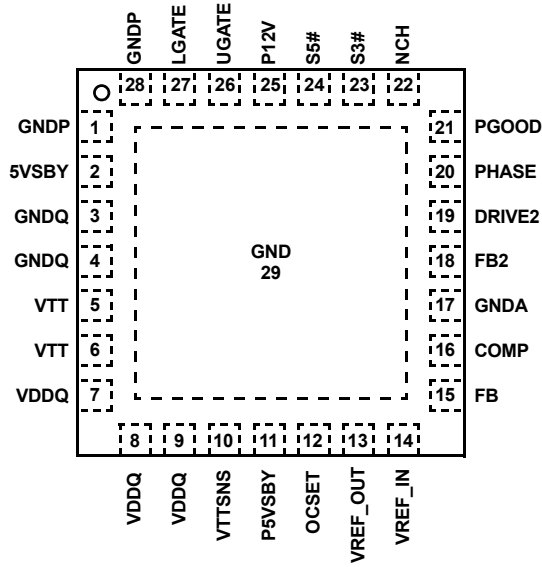 GNDP
LGATE
UGATE
P12V
S5#
S3#
NCH
28
27
26
25
24
23
22
GNDP 1
21 PGOOD
5VSBY 2
20 PHASE
GNDQ 3
19 DRIVE2
GNDQ 4
18 FB2
GND
29
VTT 5
17 GNDA
VTT 6
16 COMP
VDDQ 7
15 FB
8
9
10
11
12
13
14
VDDQ
VDDQ
VTTSNS
P5VSBY
OCSET
VREF_OUT
VREF_IN